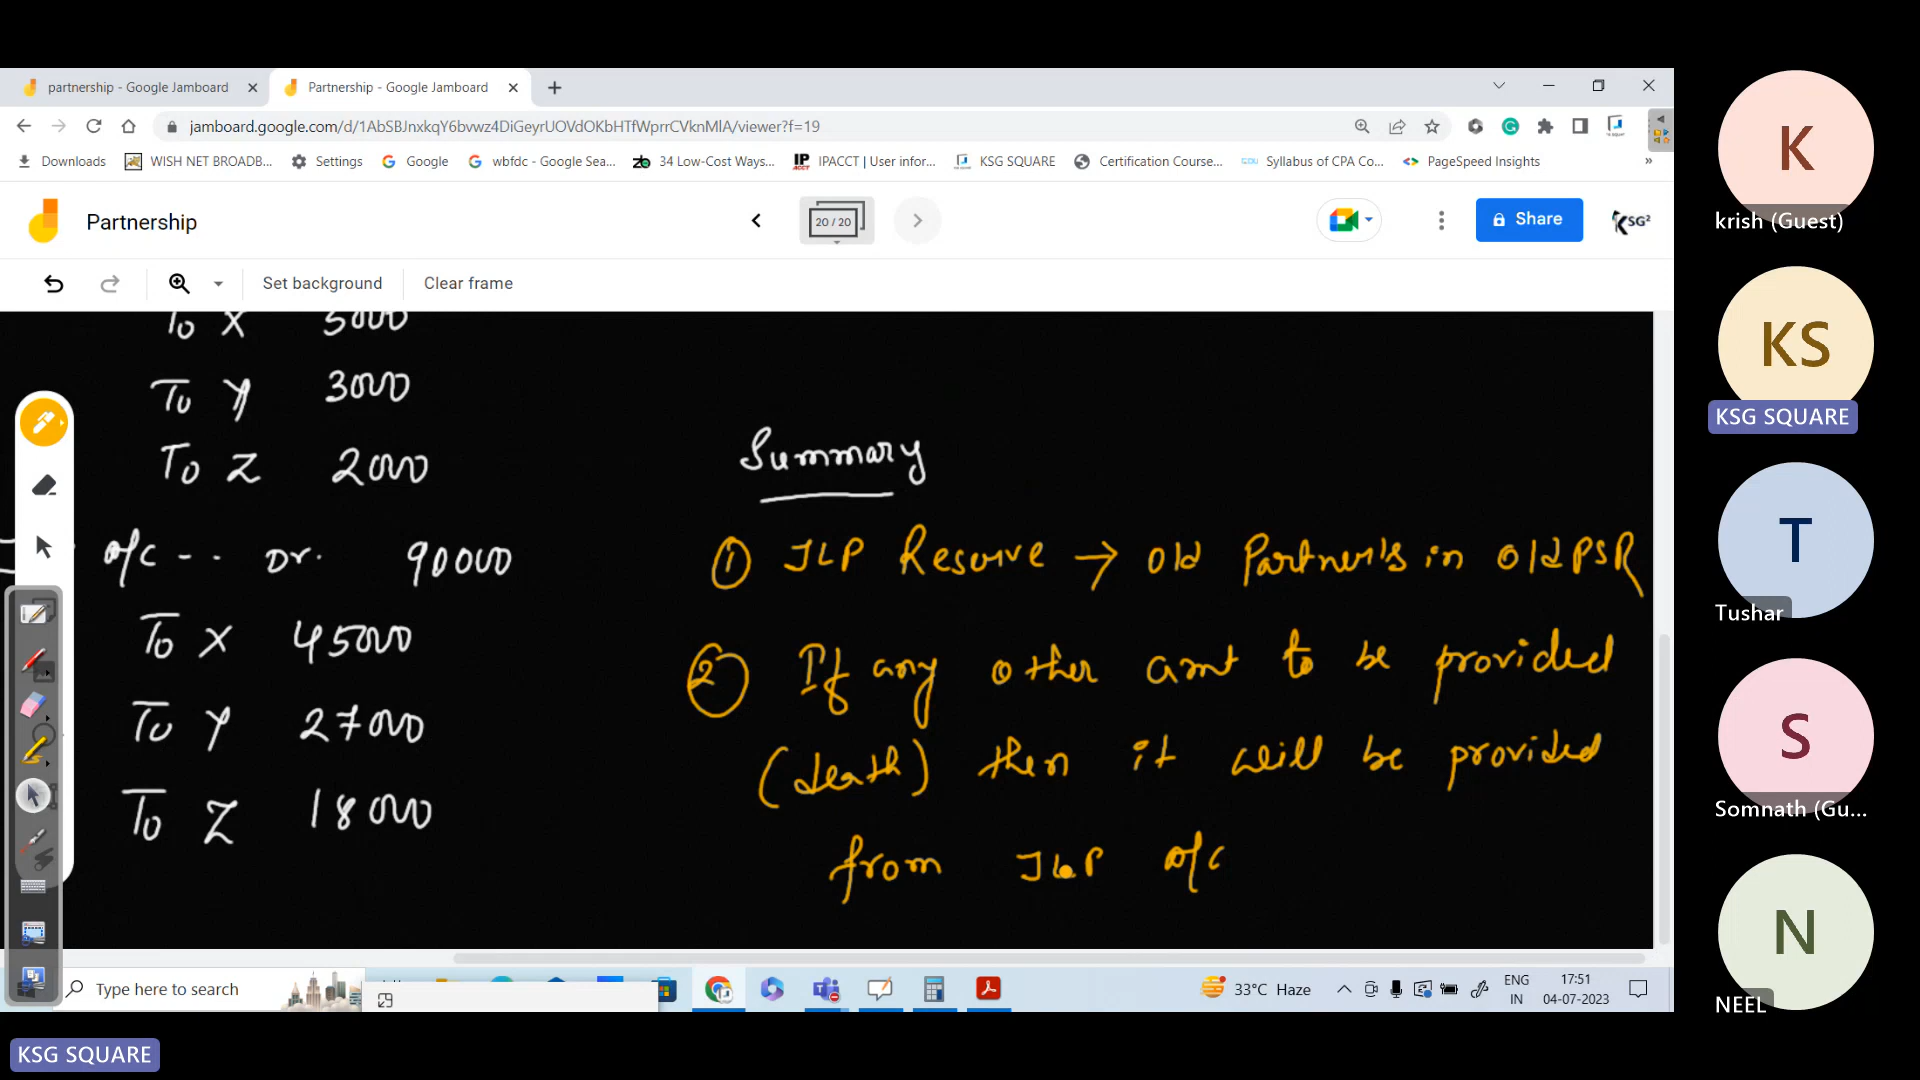 partnership - Google Jamboard
Partnership - Google Jamboard
jamboard.google.com/d/1AbSBJnxkqY6bvwz4DiGeyrUOVdOKbHTfWprrCVknMlA/viewer?f=19
Downloads
WISH NET BROADB...
Settings
Google
wbfdc - Google Sea...
34 Low-Cost Ways...
IPACCT | User infor...
KSG SQUARE
Certification Course...
Syllabus of CPA Co...
PageSpeed Insights
»
Partnership
20 / 20
Share
KSG²
Set background
Clear frame
To X 5000
To Y 3000
To Z 2000
a/c -- Dr. 90000
To X 45000
To Y 27000
To Z 18000
Summary
① JLP Reserve → Old Partner's in Old PSR
② If any other amt to be provided
(death) then it will be provided
from JLP a/c
Type here to search
33°C Haze
ENG
IN
17:51
04-07-2023
K
krish (Guest)
KS
KSG SQUARE
T
Tushar
S
Somnath (Gu...
N
NEEL
KSG SQUARE